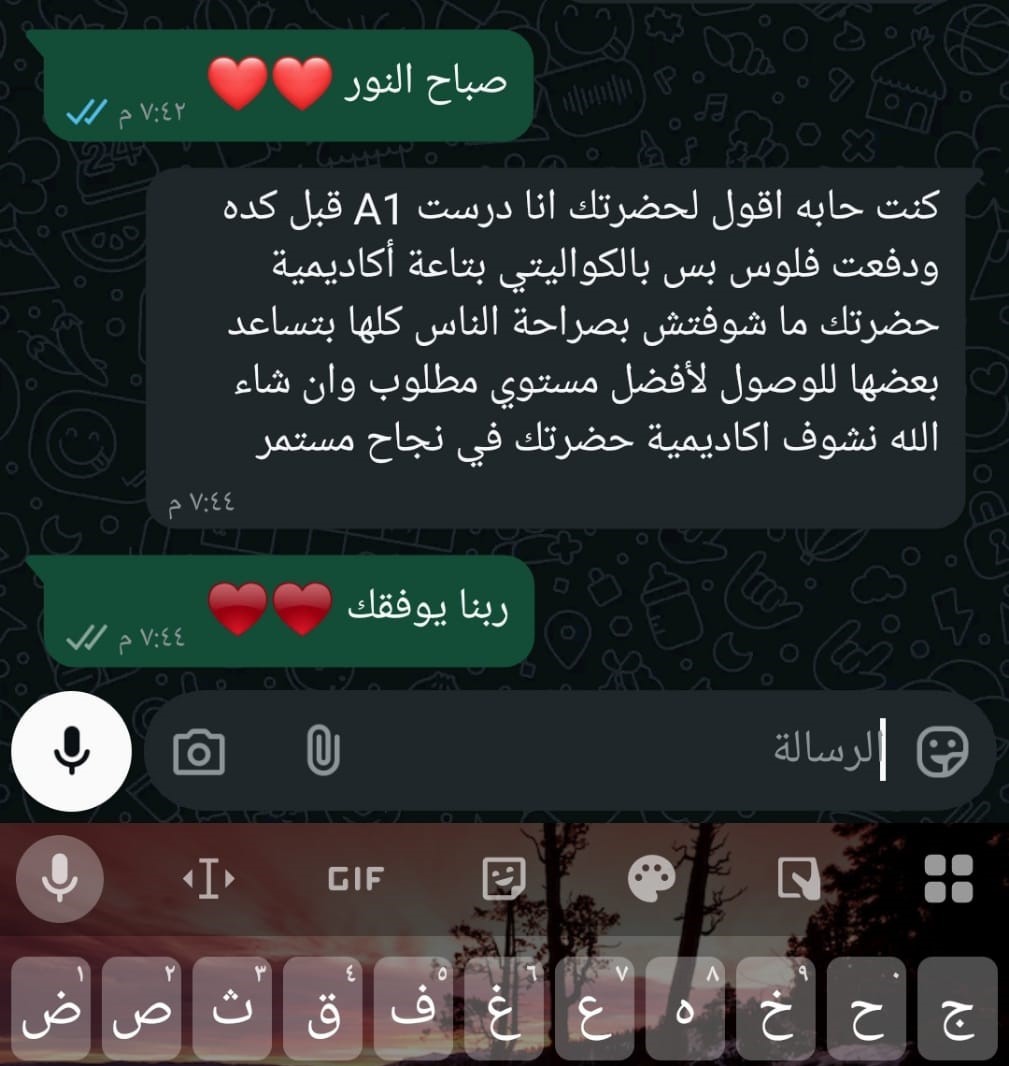 صباح النور ❤️❤️
٧:٤٢ م
كنت حابه اقول لحضرتك انا درست A1 قبل كده
ودفعت فلوس بس بالكواليتي بتاعة أكاديمية
حضرتك ما شوفتش بصراحة الناس كلها بتساعد
بعضها للوصول لأفضل مستوي مطلوب وان شاء
الله نشوف اكاديمية حضرتك في نجاح مستمر
٧:٤٤ م
ربنا يوفقك ❤️❤️
٧:٤٤ م
الرسالة
GIF
١ ٢ ٣ ٤ ٥ ٦ ٧ ٨ ٩ ٠
ض ص ث ق ف غ ع ه خ ح ج